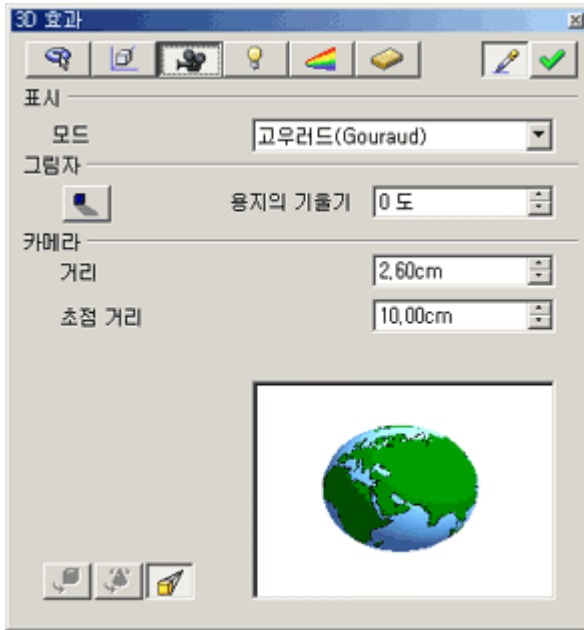 3D 효과
표시
모드 고우러드(Gouraud)
그림자
용지의 기울기 0 도
카메라
거리 2,60cm
초점 거리 10,00cm